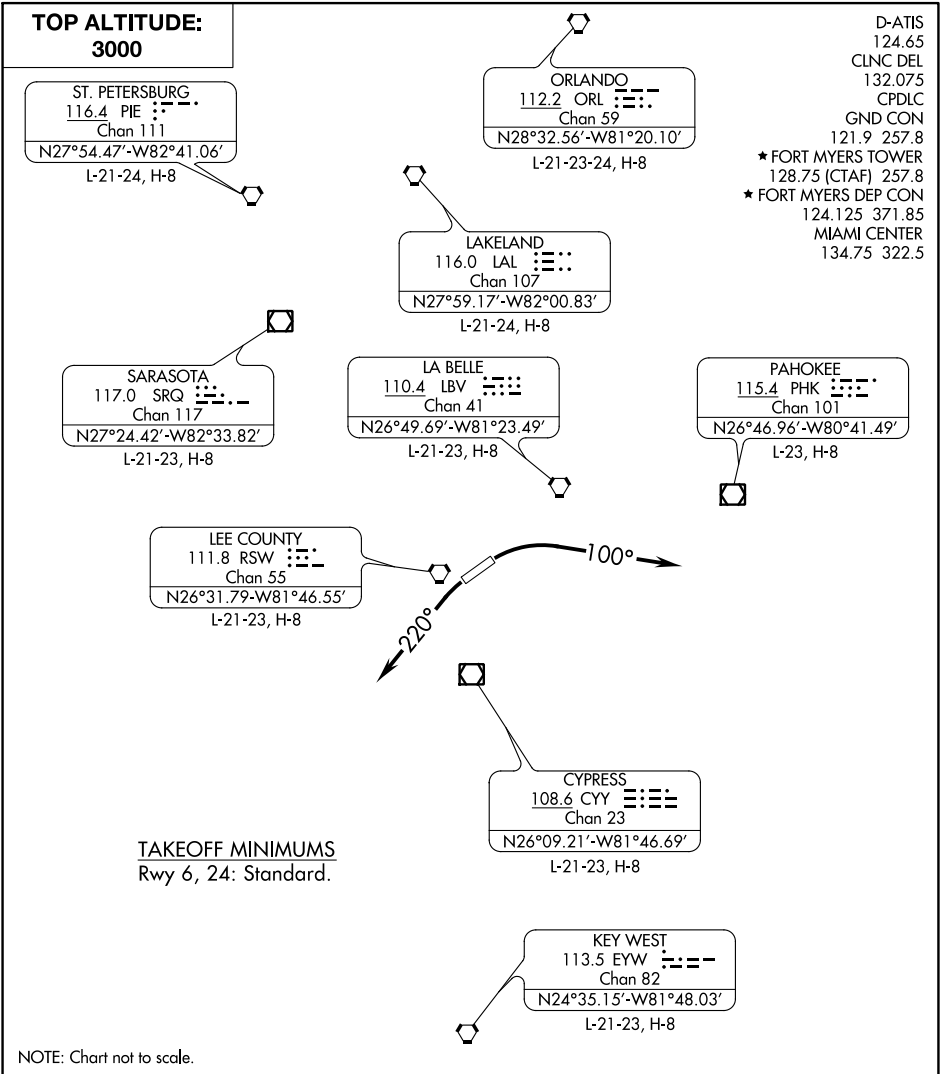 TOP ALTITUDE:
3000
D-ATIS
124.65
CLNC DEL
132.075
CPDLC
GND CON
121.9 257.8
★ FORT MYERS TOWER
128.75 (CTAF) 257.8
★ FORT MYERS DEP CON
124.125 371.85
MIAMI CENTER
134.75 322.5
ST. PETERSBURG
116.4 PIE
Chan 111
N27°54.47′-W82°41.06′
L-21-24, H-8
ORLANDO
112.2 ORL
Chan 59
N28°32.56′-W81°20.10′
L-21-23-24, H-8
LAKELAND
116.0 LAL
Chan 107
N27°59.17′-W82°00.83′
L-21-24, H-8
SARASOTA
117.0 SRQ
Chan 117
N27°24.42′-W82°33.82′
L-21-23, H-8
LA BELLE
110.4 LBV
Chan 41
N26°49.69′-W81°23.49′
L-21-23, H-8
PAHOKEE
115.4 PHK
Chan 101
N26°46.96′-W80°41.49′
L-23, H-8
LEE COUNTY
111.8 RSW
Chan 55
N26°31.79-W81°46.55′
L-21-23, H-8
100°
220°
CYPRESS
108.6 CYY
Chan 23
N26°09.21′-W81°46.69′
L-21-23, H-8
TAKEOFF MINIMUMS
Rwy 6, 24: Standard.
KEY WEST
113.5 EYW
Chan 82
N24°35.15′-W81°48.03′
L-21-23, H-8
NOTE: Chart not to scale.